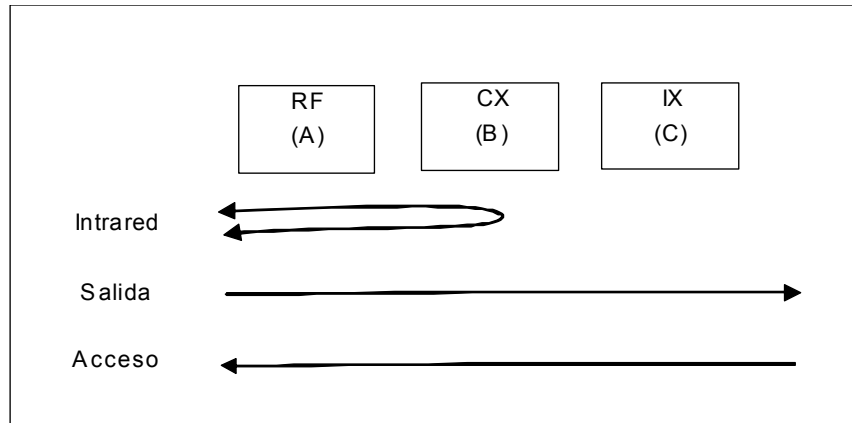 RF
(A)
CX
(B)
IX
(C)
Intrared
Salida
Acceso